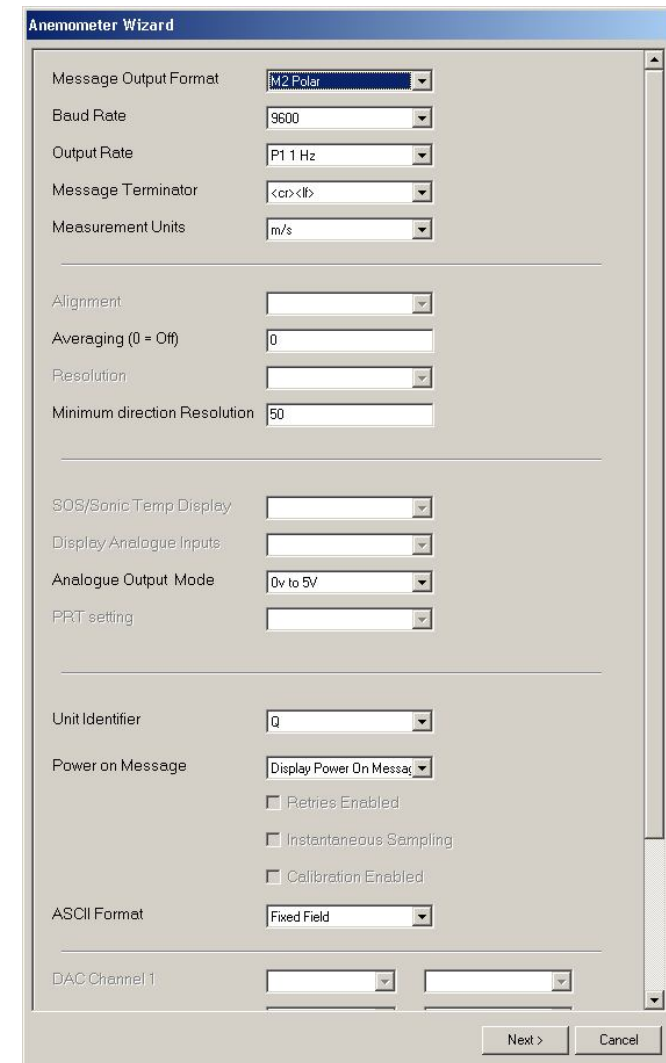 Anemometer Wizard
Message Output Format M2 Polar
Baud Rate 9600
Output Rate P1 1 Hz
Message Terminator <cr><lf>
Measurement Units m/s
Alignment
Averaging (0 = Off) 0
Resolution
Minimum direction Resolution 50
SOS/Sonic Temp Display
Display Analogue Inputs
Analogue Output Mode 0v to 5V
PRT setting
Unit Identifier Q
Power on Message Display Power On Messag
Retries Enabled
Instantaneous Sampling
Calibration Enabled
ASCII Format Fixed Field
DAC Channel 1
Next > Cancel